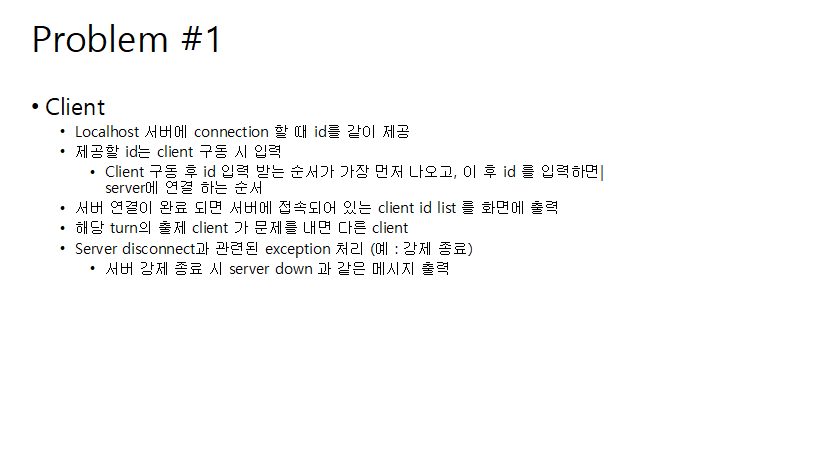 Problem #1
• Client
• Localhost 서버에 connection 할 때 id를 같이 제공
• 제공할 id는 client 구동 시 입력
• Client 구동 후 id 입력 받는 순서가 가장 먼저 나오고, 이 후 id 를 입력하면
server에 연결 하는 순서
• 서버 연결이 완료 되면 서버에 접속되어 있는 client id list 를 화면에 출력
• 해당 turn의 출제 client 가 문제를 내면 다른 client
• Server disconnect과 관련된 exception 처리 (예 : 강제 종료)
• 서버 강제 종료 시 server down 과 같은 메시지 출력